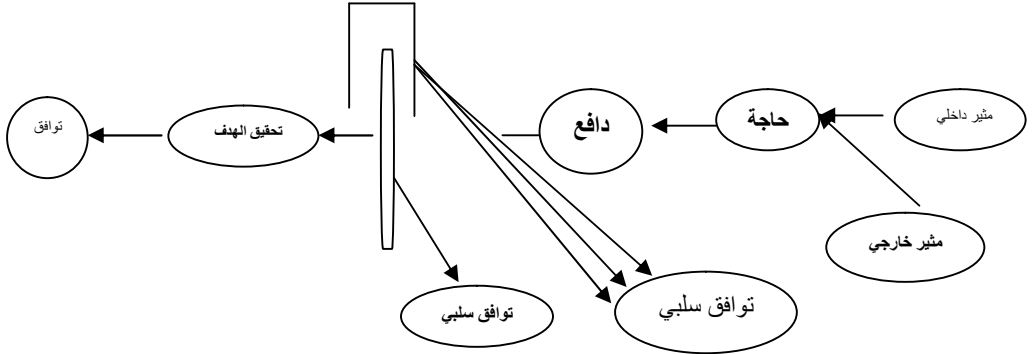 مثير داخلي
حاجة
دافع
تحقيق الهدف
توافق
مثير خارجي
توافق سلبي
توافق سلبي